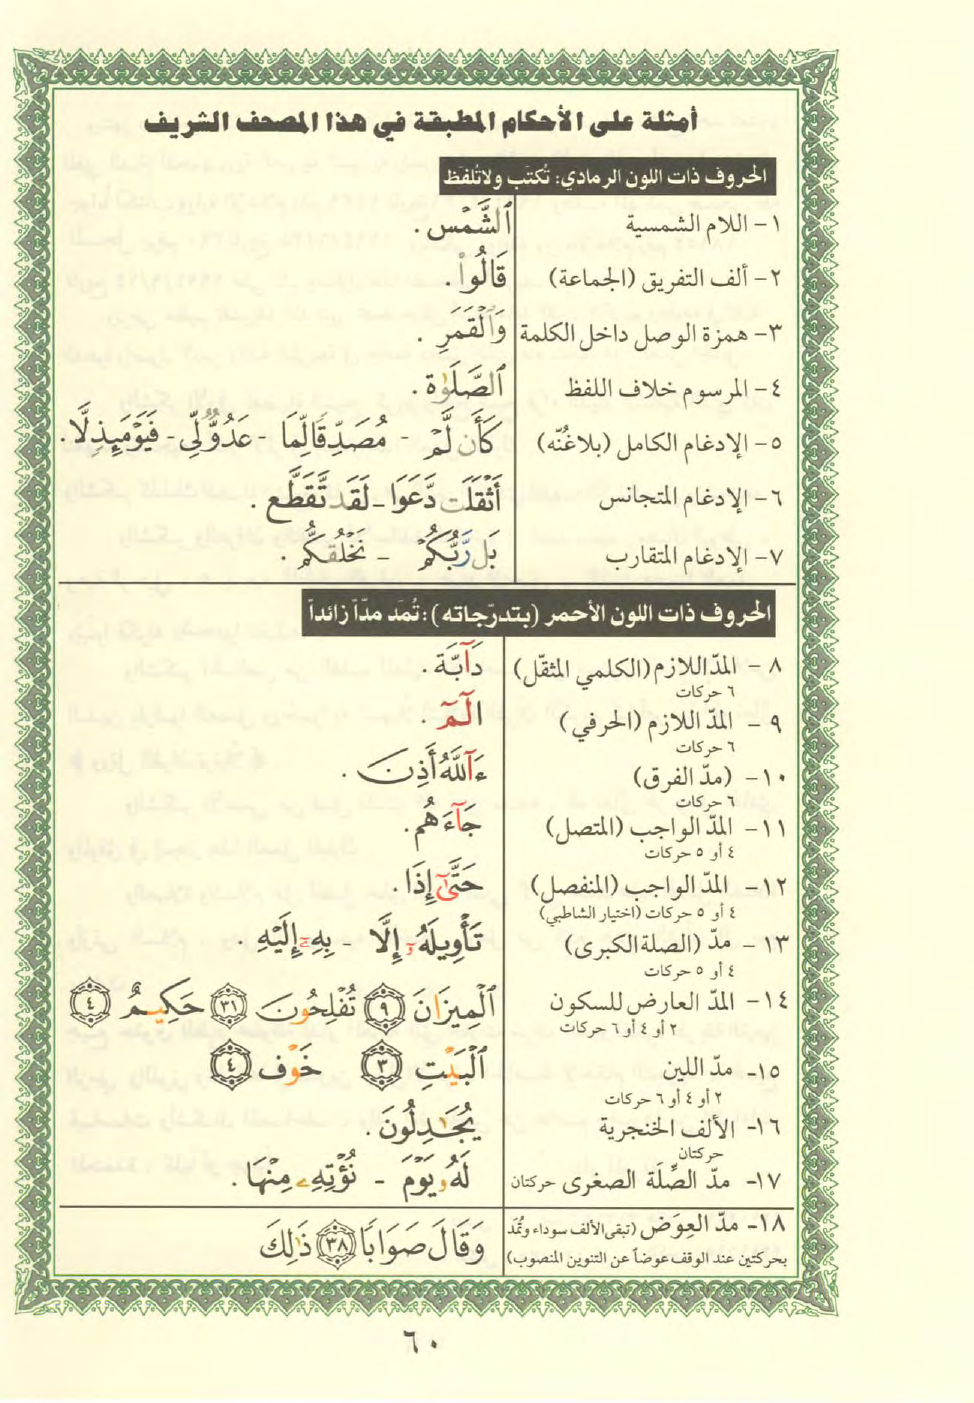 أمثلة على الأحكام المطبقة في هذا المصحف الشريف
الحروف ذات اللون الرمادي: تُكتَب ولا تُلفَظ
١- اللام الشمسية ٱلشَّمْس .
٢- ألف التفريق (الجماعة) قَالُوا۟ .
٣- همزة الوصل داخل الكلمة وَٱلْقَمَرِ .
٤- المرسوم خلاف اللفظ ٱلصَّلَوٰة .
٥- الإدغام الكامل (بلاغُنّه) كَأَن لَّمْ - مُصَدِّقًا لِّمَا - عَدُوٌّ لِّي - فَيَوْمَئِذٍ لَّا .
٦- الإدغام المتجانس أَثْقَلَت دَّعَوَا - لَقَد تَّقَطَّع .
٧- الإدغام المتقارب بَل رَّبُّكُمْ - نَخْلُقكُّم .
الحروف ذات اللون الأحمر (بتدرّجاته): تُمَد مدّاً زائداً
٨ - المدّ اللازم (الكلمي المثقّل) دَآبَّة .
٦ حركات
٩ - المدّ اللازم (الحرفي) الٓمٓ .
٦ حركات
١٠- (مدّ الفرق) ءَآللَّهُ أَذِنَ .
٦ حركات
١١- المدّ الواجب (المتصل) جَآءَهُم .
٤ أو ٥ حركات
١٢- المدّ الواجب (المنفصل) حَتَّىٰٓ إِذَا .
٤ أو ٥ حركات (اختيار الشاطبي)
١٣ - مدّ (الصلة الكبرى) تَأْوِيلَهُۥٓ إِلَّا - بِهِۦٓ إِلَيْهِ .
٤ أو ٥ حركات
١٤- المدّ العارض للسكون ٱلْمِيزَانَ ٩ تُفْلِحُونَ ٣١ حَكِيمٌ ٤
٢ أو ٤ أو ٦ حركات
١٥- مدّ اللين ٱلْبَيْتِ ٣ خَوْف ٤
٢ أو ٤ أو ٦ حركات
١٦- الألف الخنجرية يُجَٰدِلُونَ .
حركتان
١٧- مدّ الصِّلَة الصغرى حركتان لَهُۥ يَوْمَ - نُؤْتِهِۦ مِنْهَا .
١٨- مدّ العِوَض (تبقى الألف سوداء وتُمَدّ وَقَالَ صَوَابًا ٣٨ ذَٰلِكَ
بحركتين عند الوقف عوضاً عن التنوين المنصوب)
٦٠